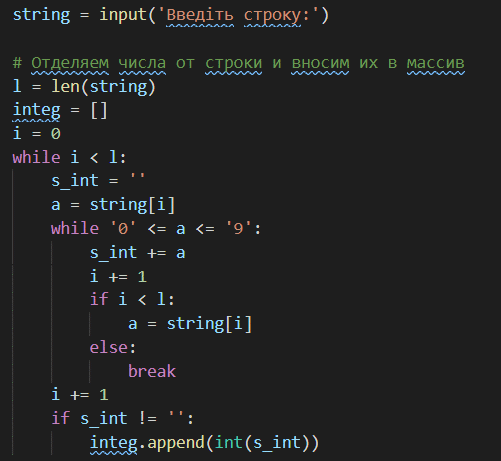 string = input('Введіть строку:')
# Отделяем числа от строки и вносим их в массив
l = len(string)
integ = []
i = 0
while i < l:
    s_int = ''
    a = string[i]
    while '0' <= a <= '9':
        s_int += a
        i += 1
        if i < l:
            a = string[i]
        else:
            break
    i += 1
    if s_int != '':
        integ.append(int(s_int))